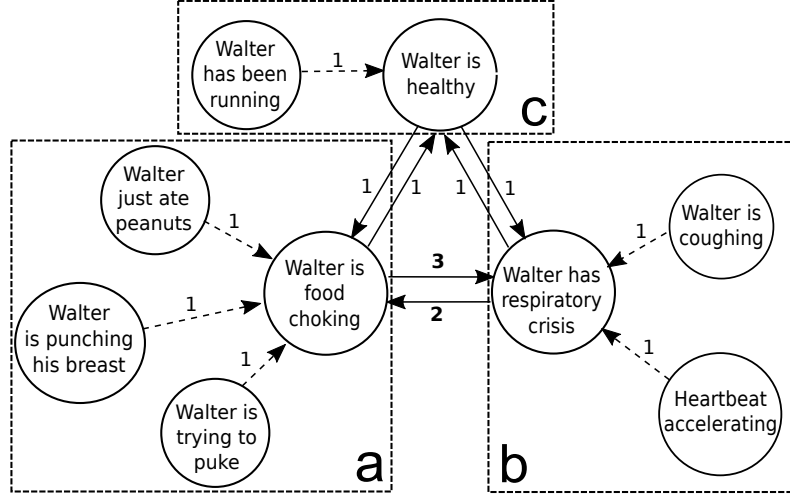 Walter
has been
running
1
Walter is
healthy
c
Walter
just ate
peanuts
1
Walter
is punching
his breast
1
Walter is
trying to
puke
1
Walter is
food
choking
a
1
1
1
1
3
2
Walter has
respiratory
crisis
Walter is
coughing
1
Heartbeat
accelerating
1
b